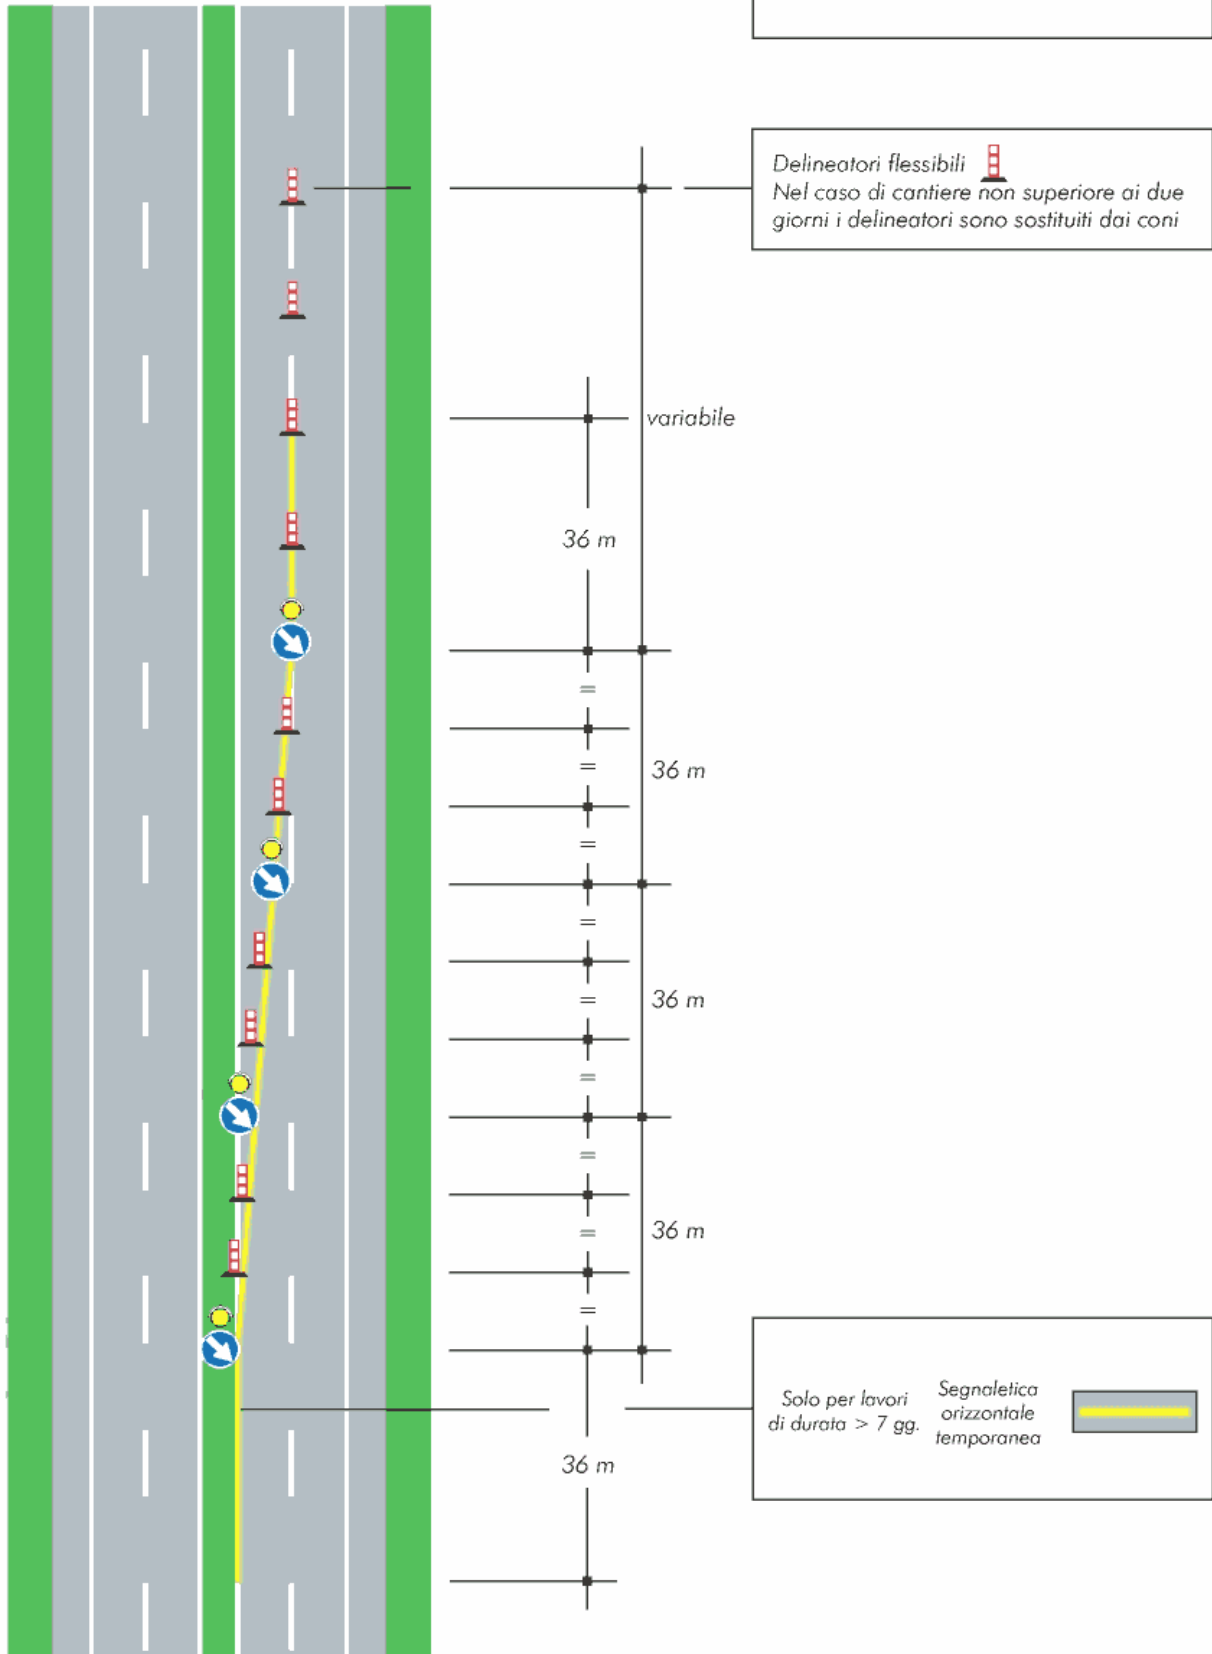 Delineatori flessibili
Nel caso di cantiere non superiore ai due
giorni i delineatori sono sostituiti dai coni
variabile
36 m
=
=
36 m
=
=
=
36 m
=
=
=
36 m
=
Solo per lavori
di durata > 7 gg.
Segnaletica
orizzontale
temporanea
36 m